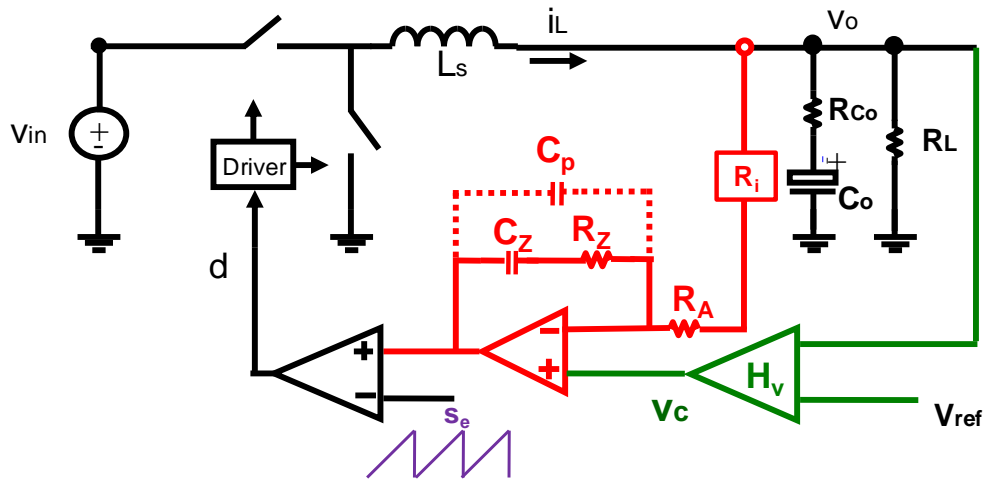 iL
vo
Ls
vin
+
-
Driver
RCo
RL
Cp
Ri
+
Co
CZ
RZ
d
RA
-
+
+
-
Hv
vc
se
Vref